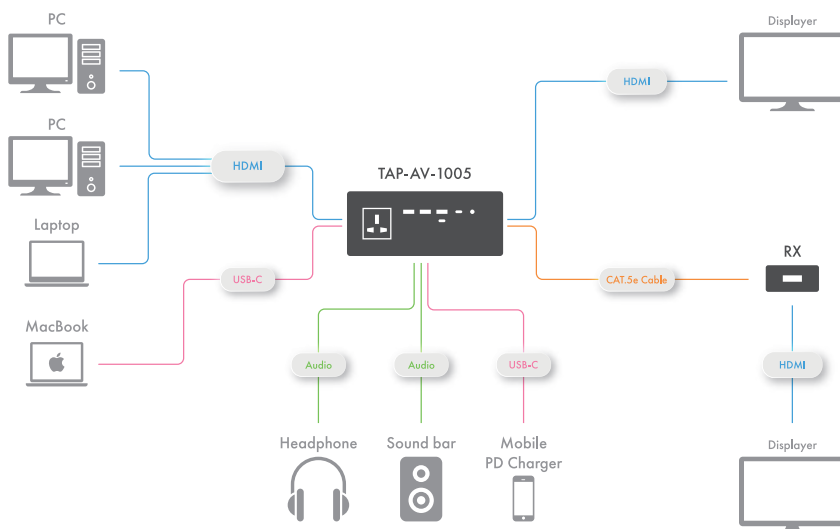 PC
Displayer
HDMI
PC
HDMI
TAP-AV-1005
Laptop
RX
USB-C
CAT.5e Cable
MacBook
Audio
Audio
USB-C
HDMI
Headphone
Sound bar
Mobile
PD Charger
Displayer